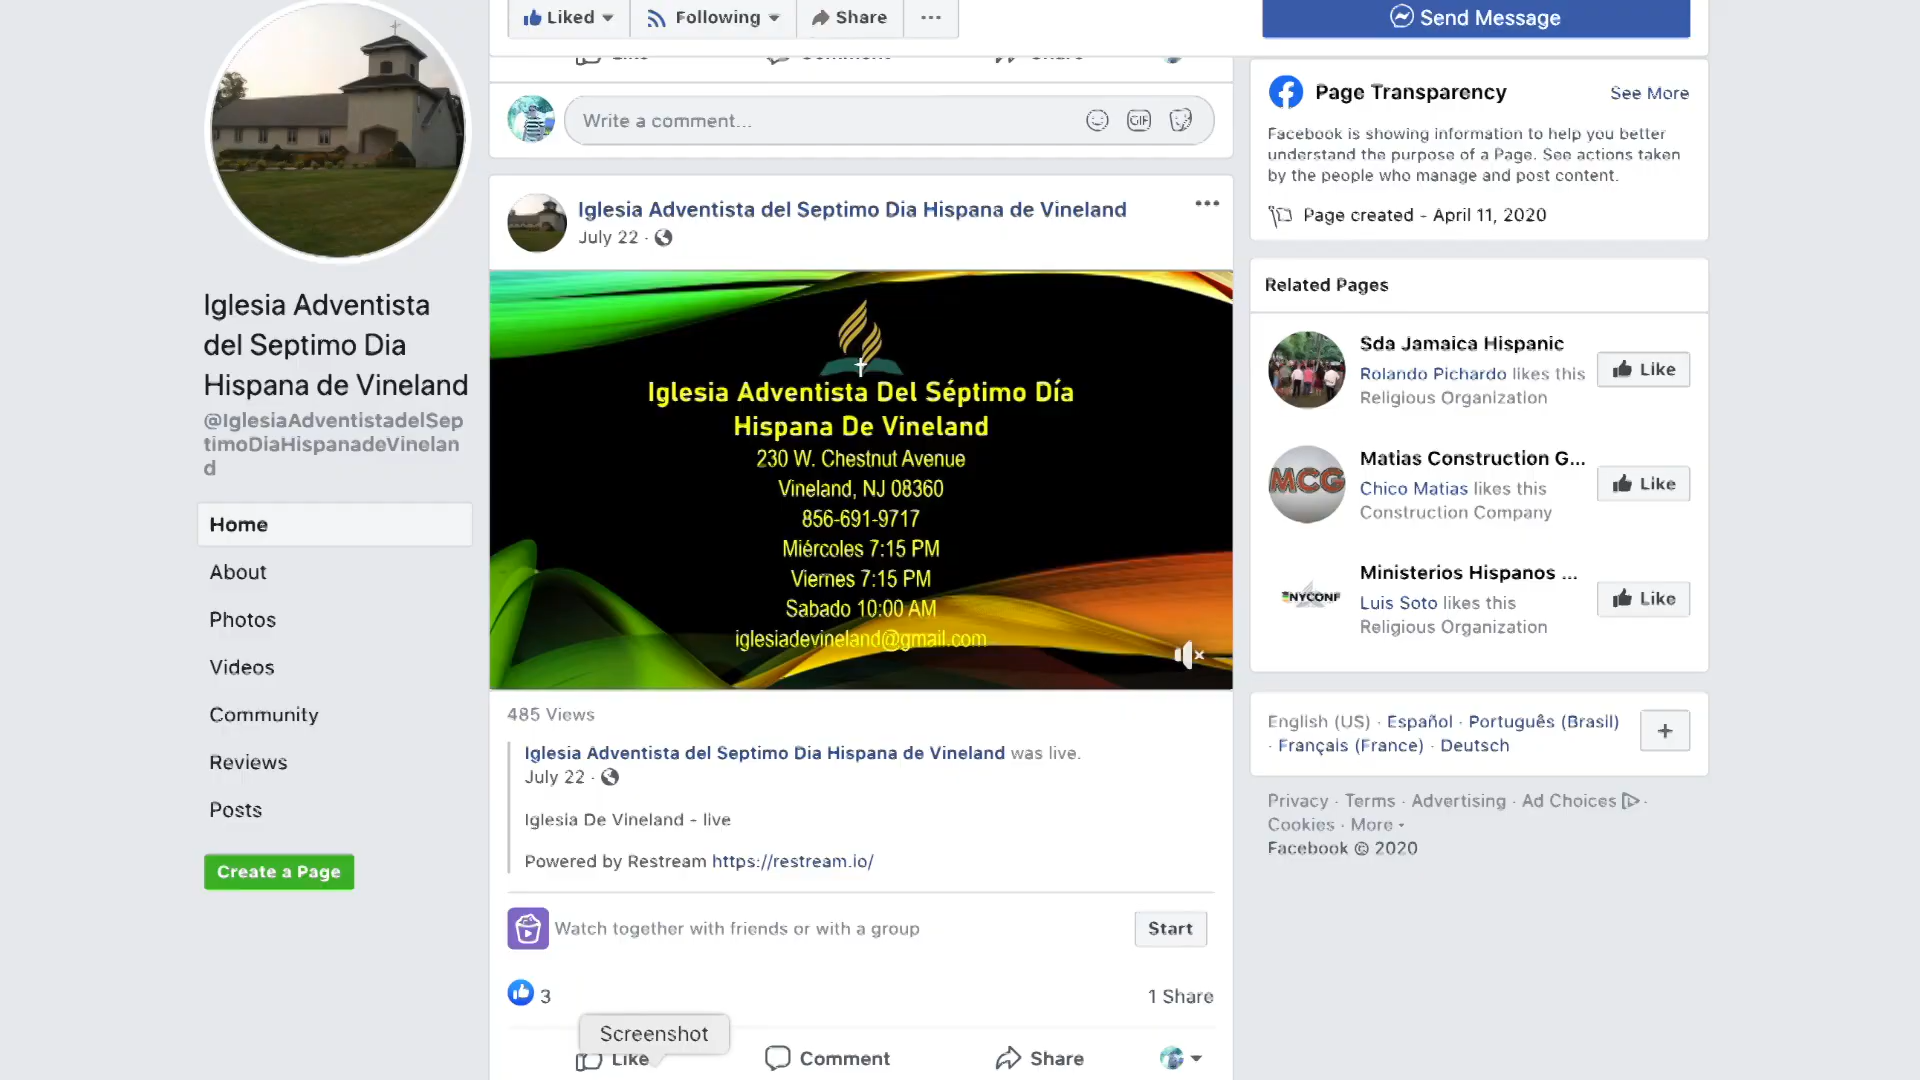 Liked
Following
Share
Send Message
Like
Comment
Share
Write a comment...
GIF
Page Transparency
See More
Facebook is showing information to help you better
understand the purpose of a Page. See actions taken
by the people who manage and post content.
Page created - April 11, 2020
Iglesia Adventista
del Septimo Dia
Hispana de Vineland
@IglesiaAdventistadelSep
timoDiaHispanadeVinelan
d
Home
About
Photos
Videos
Community
Reviews
Posts
Create a Page
Iglesia Adventista del Septimo Dia Hispana de Vineland
July 22 ·
Iglesia Adventista Del Séptimo Día
Hispana De Vineland
230 W. Chestnut Avenue
Vineland, NJ 08360
856-691-9717
Miércoles 7:15 PM
Viernes 7:15 PM
Sabado 10:00 AM
iglesiadevineland@gmail.com
485 Views
Iglesia Adventista del Septimo Dia Hispana de Vineland was live.
July 22 ·
Iglesia De Vineland - live
Powered by Restream https://restream.io/
Watch together with friends or with a group
Start
3
1 Share
Screenshot
Like
Comment
Share
Related Pages
Sda Jamaica Hispanic
Rolando Pichardo likes this
Religious Organization
Like
MCG
Matias Construction G...
Chico Matias likes this
Construction Company
Like
NYCONF
Ministerios Hispanos ...
Luis Soto likes this
Religious Organization
Like
English (US) · Español · Português (Brasil)
· Français (France) · Deutsch
Privacy · Terms · Advertising · Ad Choices ·
Cookies · More
Facebook © 2020